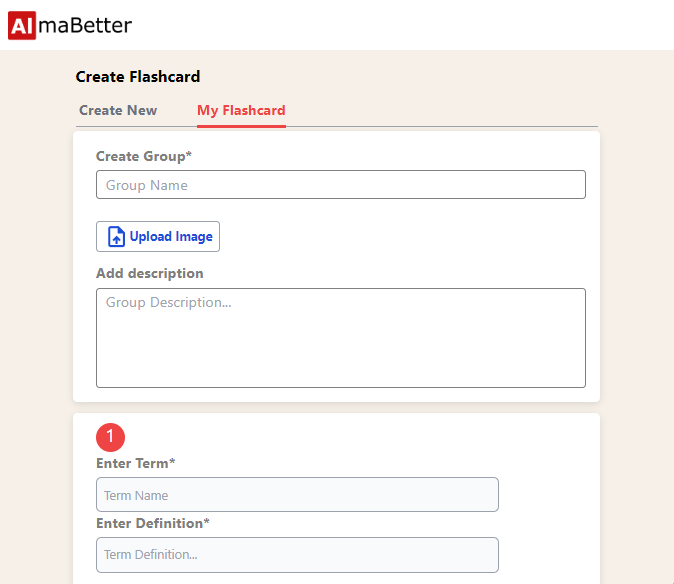 AlmaBetter
Create Flashcard
Create New My Flashcard
Create Group*
Group Name
Upload Image
Add description
Group Description...
1
Enter Term*
Term Name
Enter Definition*
Term Definition...